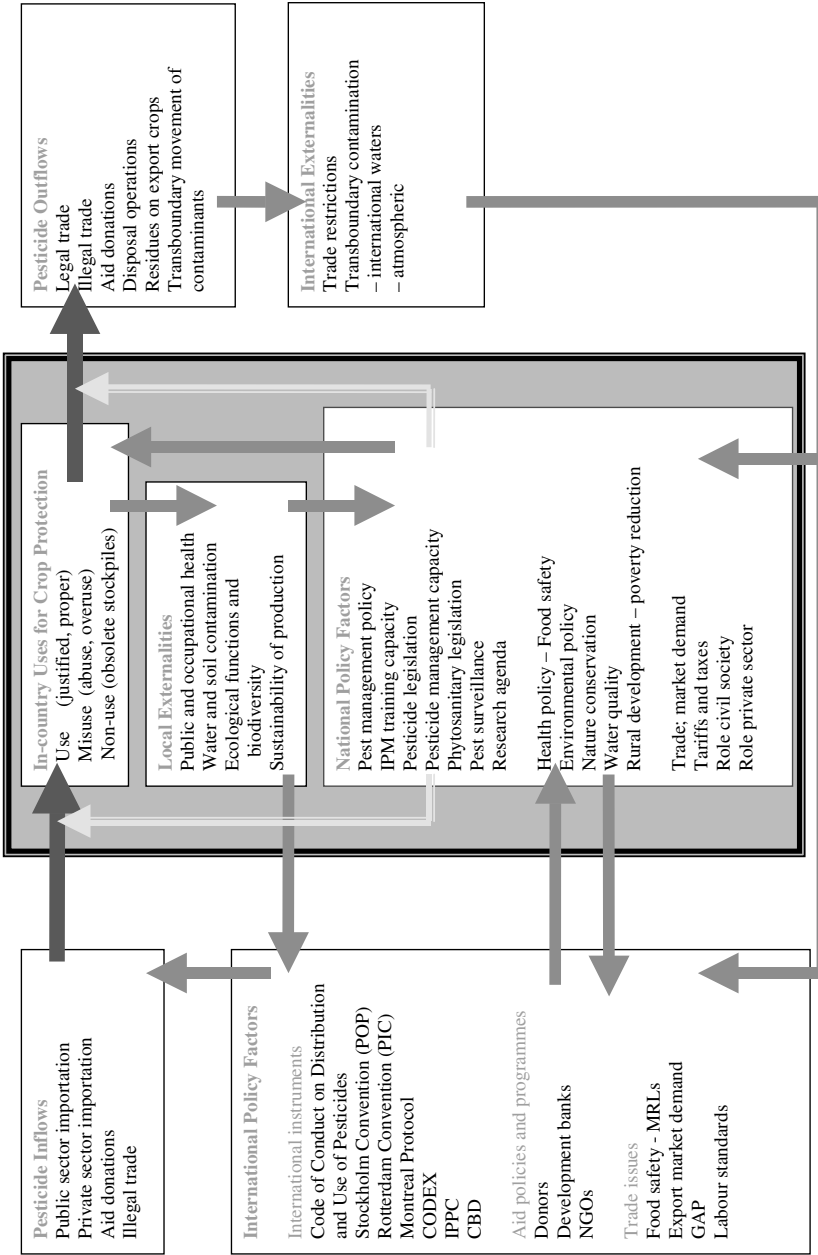 Pesticide Inflows
Public sector importation
Private sector importation
Aid donations
Illegal trade
International Policy Factors
International instruments
Code of Conduct on Distribution
and Use of Pesticides
Stockholm Convention (POP)
Rotterdam Convention (PIC)
Montreal Protocol
CODEX
IPPC
CBD
Aid policies and programmes
Donors
Development banks
NGOs
Trade issues
Food safety - MRLs
Export market demand
GAP
Labour standards
In-country Uses for Crop Protection
Use (justified, proper)
Misuse (abuse, overuse)
Non-use (obsolete stockpiles)
Local Externalities
Public and occupational health
Water and soil contamination
Ecological functions and
biodiversity
Sustainability of production
National Policy Factors
Pest management policy
IPM training capacity
Pesticide legislation
Pesticide management capacity
Phytosanitary legislation
Pest surveillance
Research agenda
Health policy – Food safety
Environmental policy
Nature conservation
Water quality
Rural development – poverty reduction
Trade; market demand
Tariffs and taxes
Role civil society
Role private sector
Pesticide Outflows
Legal trade
Illegal trade
Aid donations
Disposal operations
Residues on export crops
Transboundary movement of
contaminants
International Externalities
Trade restrictions
Transboundary contamination
– international waters
– atmospheric